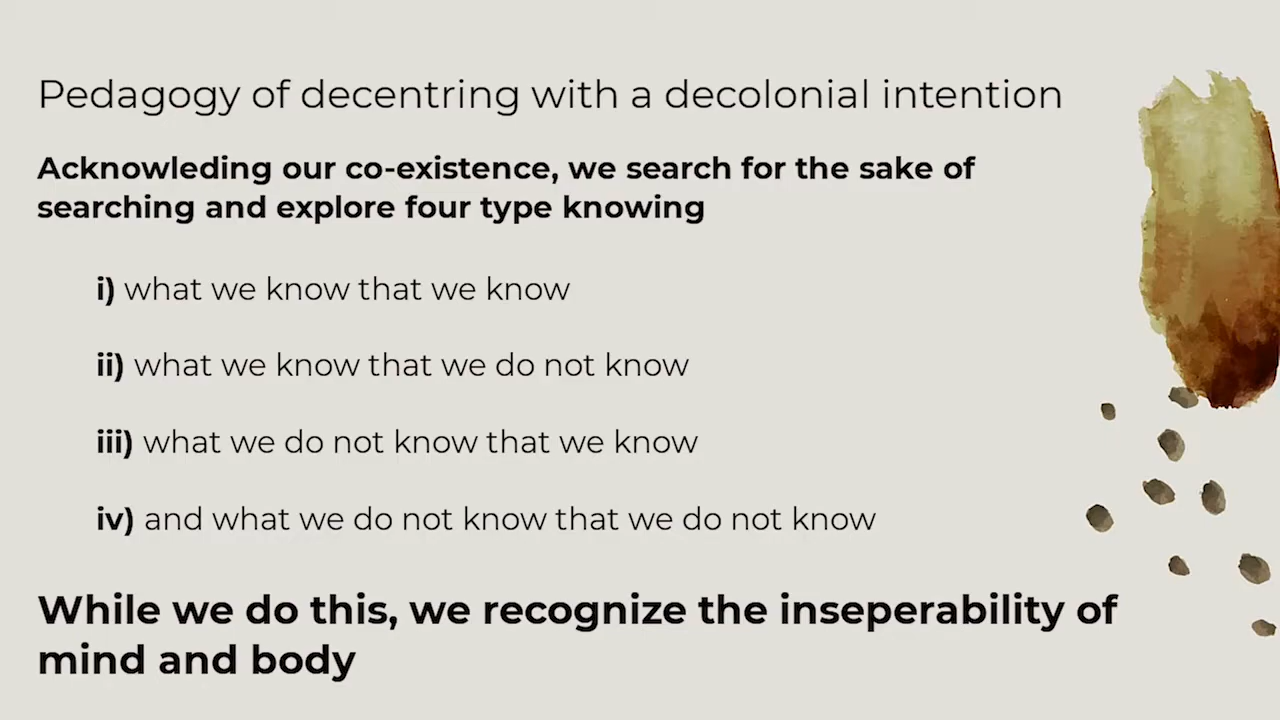 Pedagogy of decentring with a decolonial intention
Acknowleding our co-existence, we search for the sake of
searching and explore four type knowing
i) what we know that we know
ii) what we know that we do not know
iii) what we do not know that we know
iv) and what we do not know that we do not know
While we do this, we recognize the inseperability of
mind and body